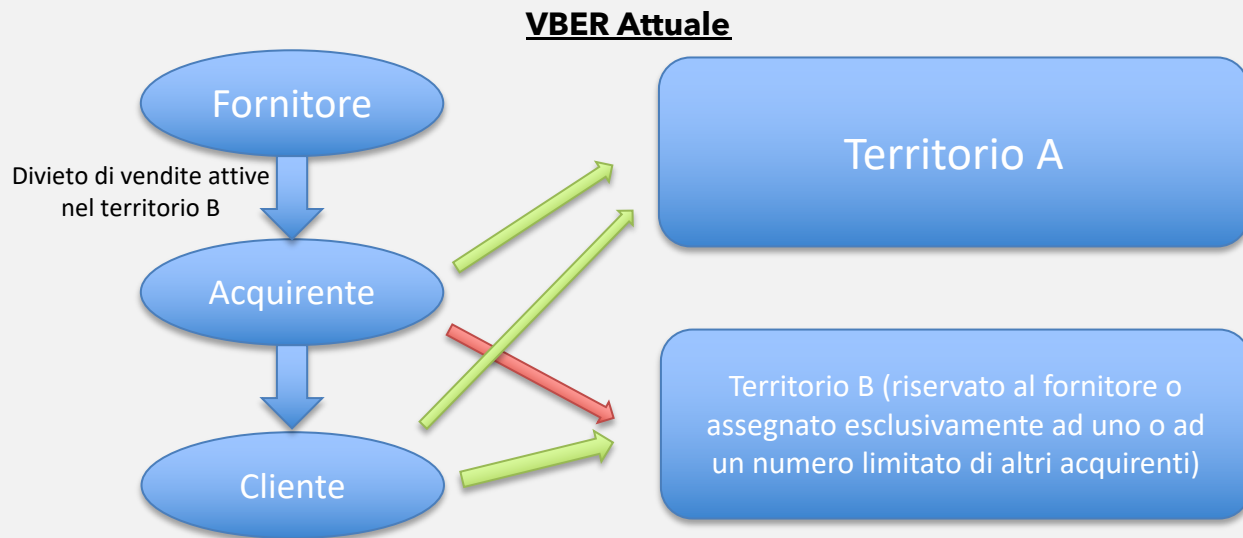 VBER Attuale
Fornitore
Divieto di vendite attive
nel territorio B
Acquirente
Cliente
Territorio A
Territorio B (riservato al fornitore o
assegnato esclusivamente ad uno o ad
un numero limitato di altri acquirenti)